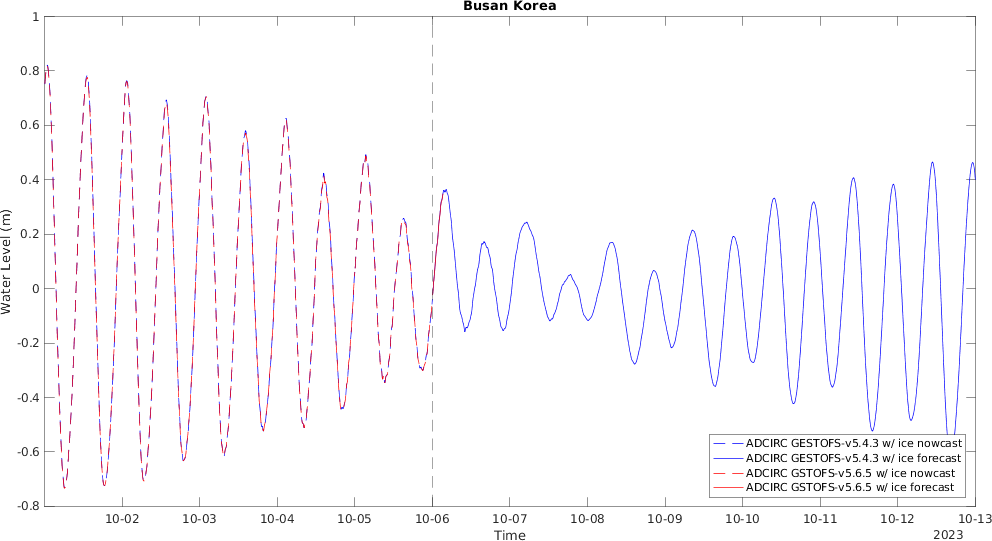 Busan Korea
1
0.8
0.6
0.4
0.2
0
-0.2
-0.4
-0.6
-0.8
Water Level (m)
ADCIRC GESTOFS-v5.4.3 w/ ice nowcast
ADCIRC GESTOFS-v5.4.3 w/ ice forecast
ADCIRC GSTOFS-v5.6.5 w/ ice nowcast
ADCIRC GSTOFS-v5.6.5 w/ ice forecast
10-02 10-03 10-04 10-05 10-06 10-07 10-08 10-09 10-10 10-11 10-12 10-13
Time
2023